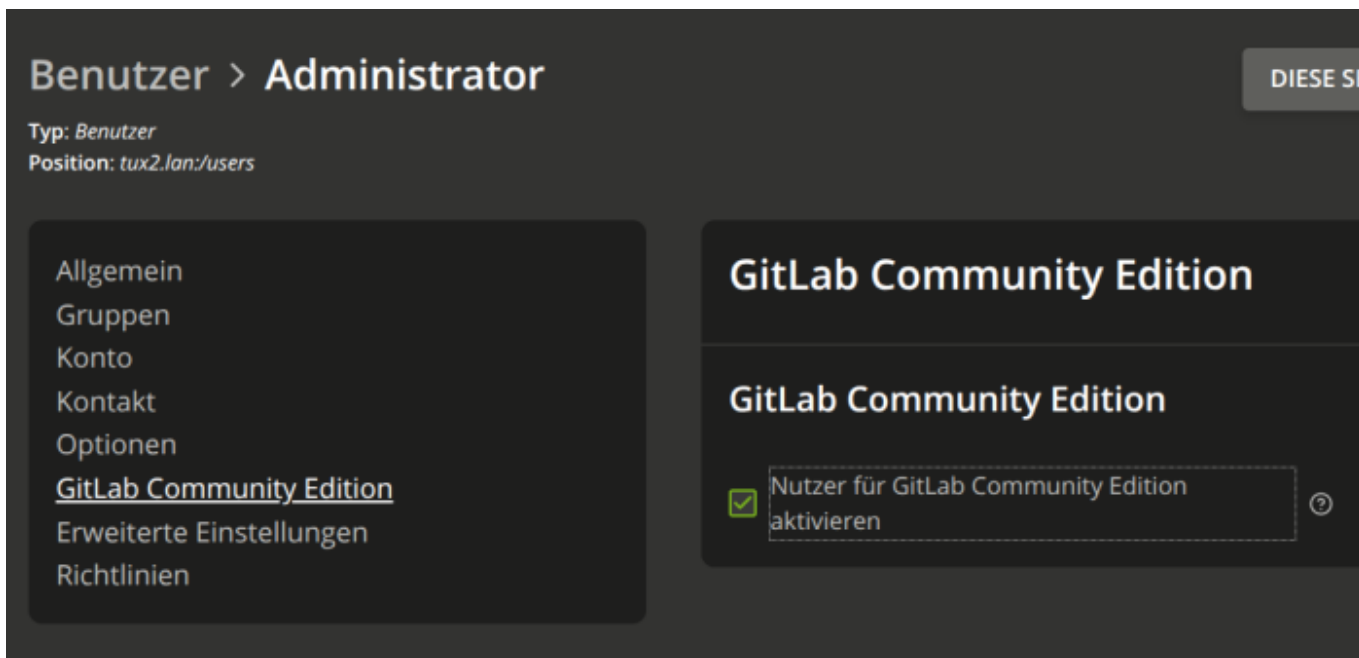 Benutzer > Administrator
DIESE
Typ: Benutzer
Position: tux2.lan:/users
Allgemein
Gruppen
Konto
Kontakt
Optionen
GitLab Community Edition
Erweiterte Einstellungen
Richtlinien
GitLab Community Edition
GitLab Community Edition
Nutzer für GitLab Community Edition
aktivieren